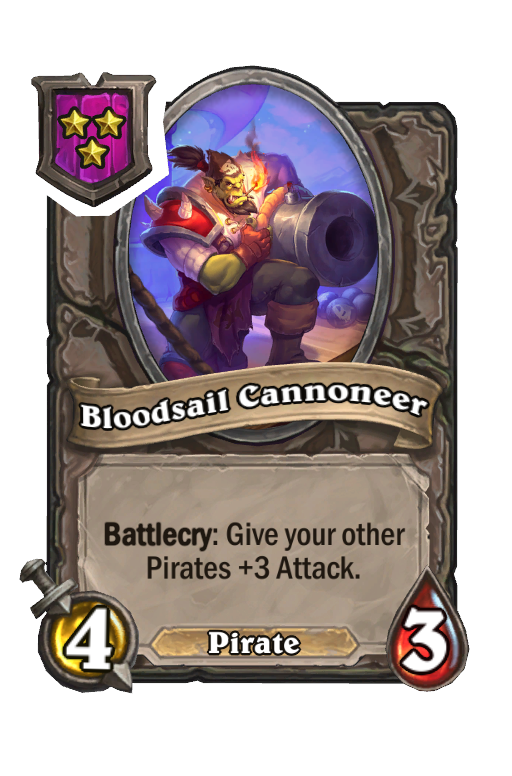 Bloodsail Cannoneer
Battlecry: Give your other
Pirates +3 Attack.
4
Pirate
3